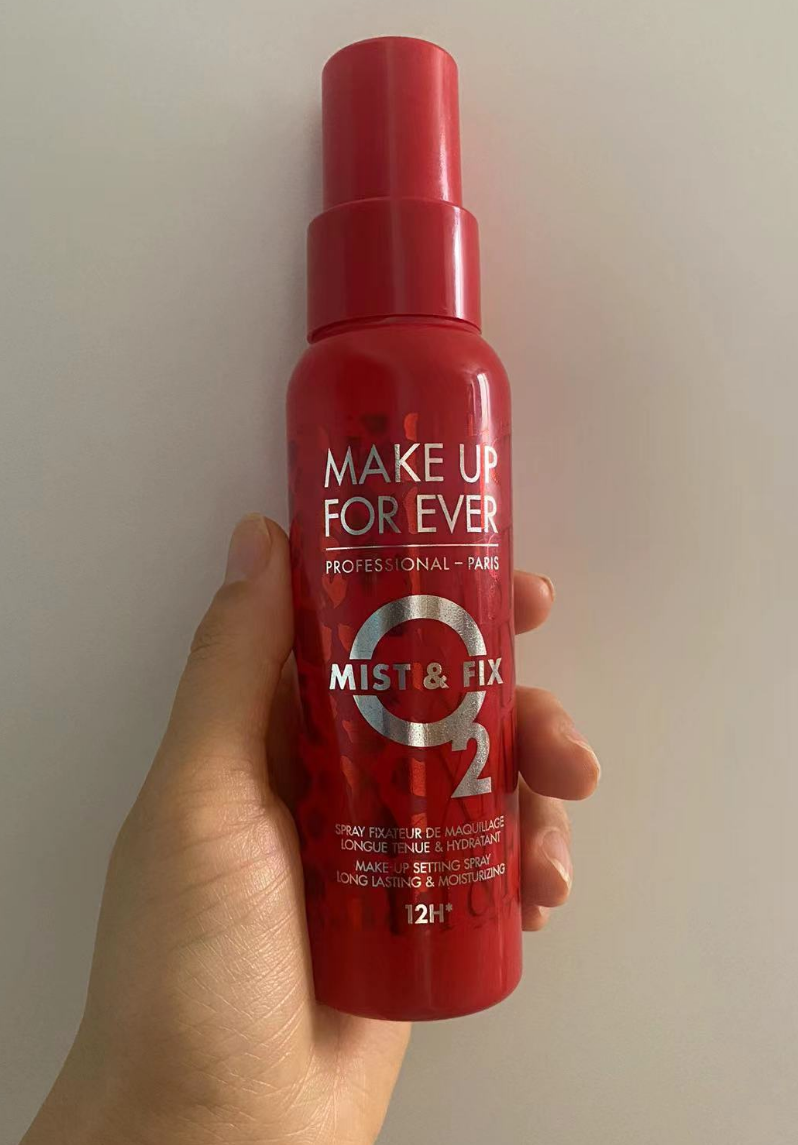 MAKE UP
FOR EVER
PROFESSIONAL – PARIS
O
MIST & FIX
2
SPRAY FIXATEUR DE MAQUILLAGE
LONGUE TENUE & HYDRATANT
MAKE-UP SETTING SPRAY
LONG LASTING & MOISTURIZING
12H*